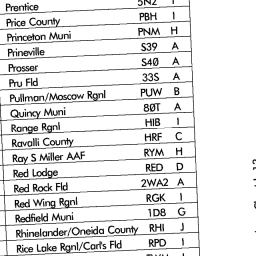 Prentice 5N2 I
Price County PBH I
Princeton Muni PNM H
Prineville S39 A
Prosser S40 A
Pru Fld 33S A
Pullman/Moscow Rgnl PUW B
Quincy Muni 80T A
Range Rgnl HIB I
Ravalli County HRF C
Ray S Miller AAF RYM H
Red Lodge RED D
Red Rock Fld 2WA2 A
Red Wing Rgnl RGK I
Redfield Muni 1D8 G
Rhinelander/Oneida County RHI J
Rice Lake Rgnl/Carl's Fld RPD I